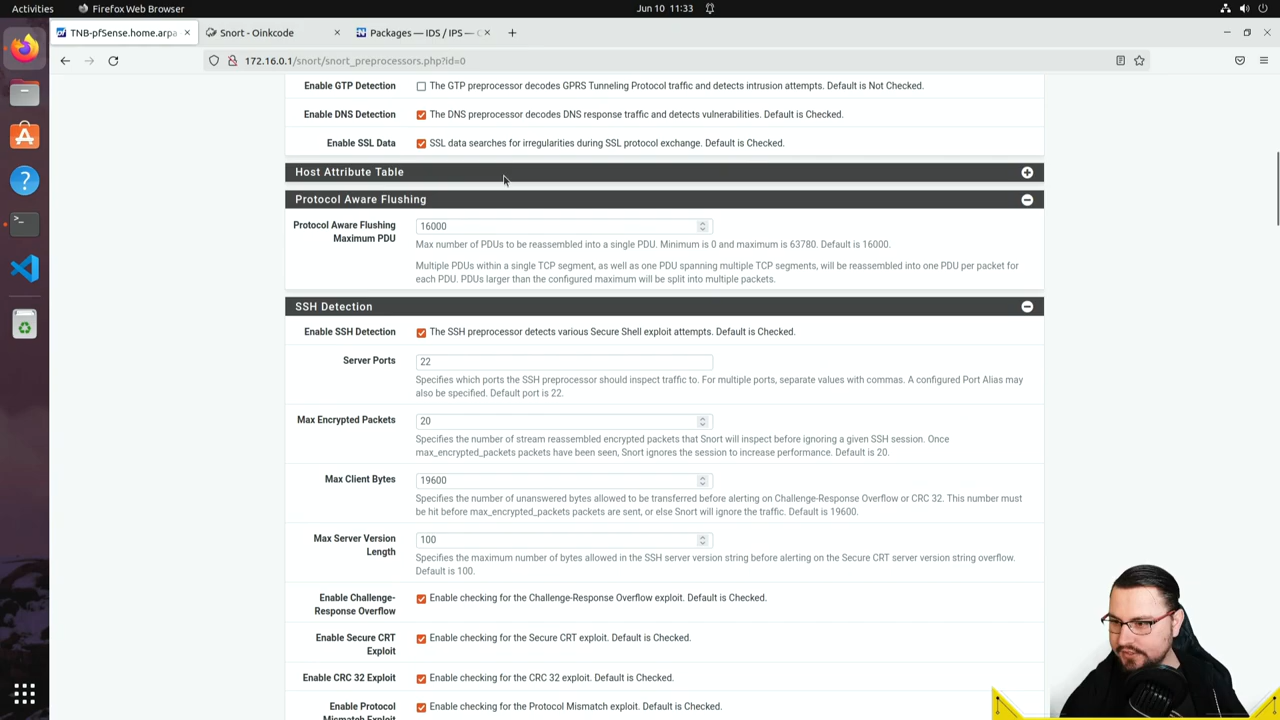 Activities
Firefox Web Browser
Jun 10 11:33
TNB-pfSense.home.arpa
Snort - Oinkcode
Packages — IDS / IPS —
172.16.0.1/snort/snort_preprocessors.php?id=0
Enable GTP Detection
The GTP preprocessor decodes GPRS Tunneling Protocol traffic and detects intrusion attempts. Default is Not Checked.
Enable DNS Detection
The DNS preprocessor decodes DNS response traffic and detects vulnerabilities. Default is Checked.
Enable SSL Data
SSL data searches for irregularities during SSL protocol exchange. Default is Checked.
Host Attribute Table
Protocol Aware Flushing
Protocol Aware Flushing
Maximum PDU
16000
Max number of PDUs to be reassembled into a single PDU. Minimum is 0 and maximum is 63780. Default is 16000.
Multiple PDUs within a single TCP segment, as well as one PDU spanning multiple TCP segments, will be reassembled into one PDU per packet for
each PDU. PDUs larger than the configured maximum will be split into multiple packets.
SSH Detection
Enable SSH Detection
The SSH preprocessor detects various Secure Shell exploit attempts. Default is Checked.
Server Ports
22
Specifies which ports the SSH preprocessor should inspect traffic to. For multiple ports, separate values with commas. A configured Port Alias may
also be specified. Default port is 22.
Max Encrypted Packets
20
Specifies the number of stream reassembled encrypted packets that Snort will inspect before ignoring a given SSH session. Once
max_encrypted_packets packets have been seen, Snort ignores the session to increase performance. Default is 20.
Max Client Bytes
19600
Specifies the number of unanswered bytes allowed to be transferred before alerting on Challenge-Response Overflow or CRC 32. This number must
be hit before max_encrypted_packets packets are sent, or else Snort will ignore the traffic. Default is 19600.
Max Server Version
Length
100
Specifies the maximum number of bytes allowed in the SSH server version string before alerting on the Secure CRT server version string overflow.
Default is 100.
Enable Challenge-
Response Overflow
Enable checking for the Challenge-Response Overflow exploit. Default is Checked.
Enable Secure CRT
Exploit
Enable checking for the Secure CRT exploit. Default is Checked.
Enable CRC 32 Exploit
Enable checking for the CRC 32 exploit. Default is Checked.
Enable Protocol
Mismatch Exploit
Enable checking for the Protocol Mismatch exploit. Default is Checked.